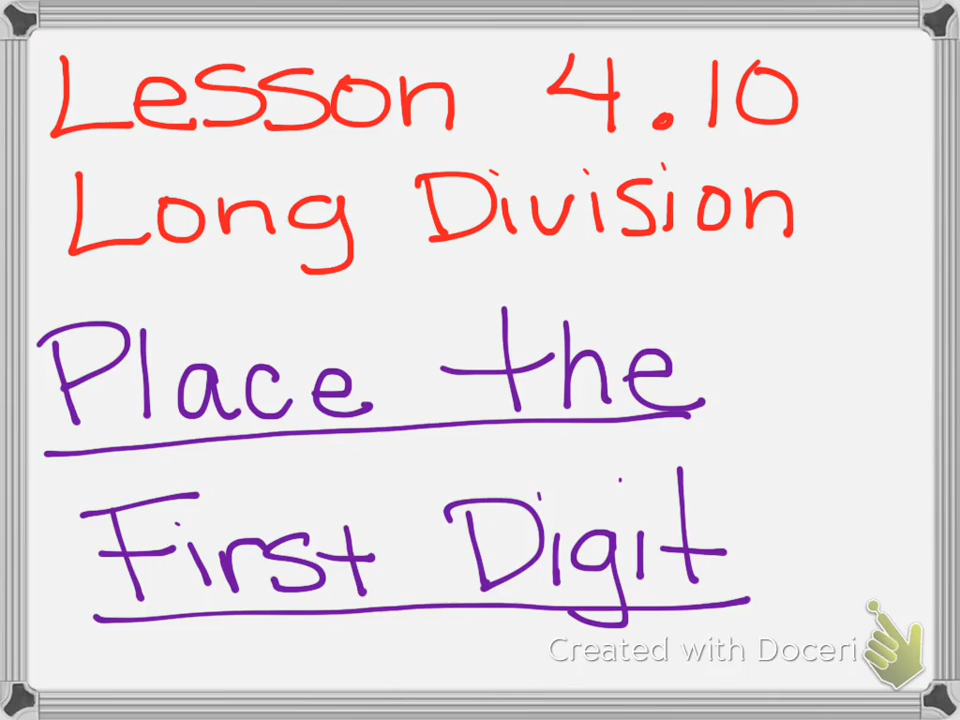 Lesson 4.10
Long Division
Place the
First Digit
Created with Doceri